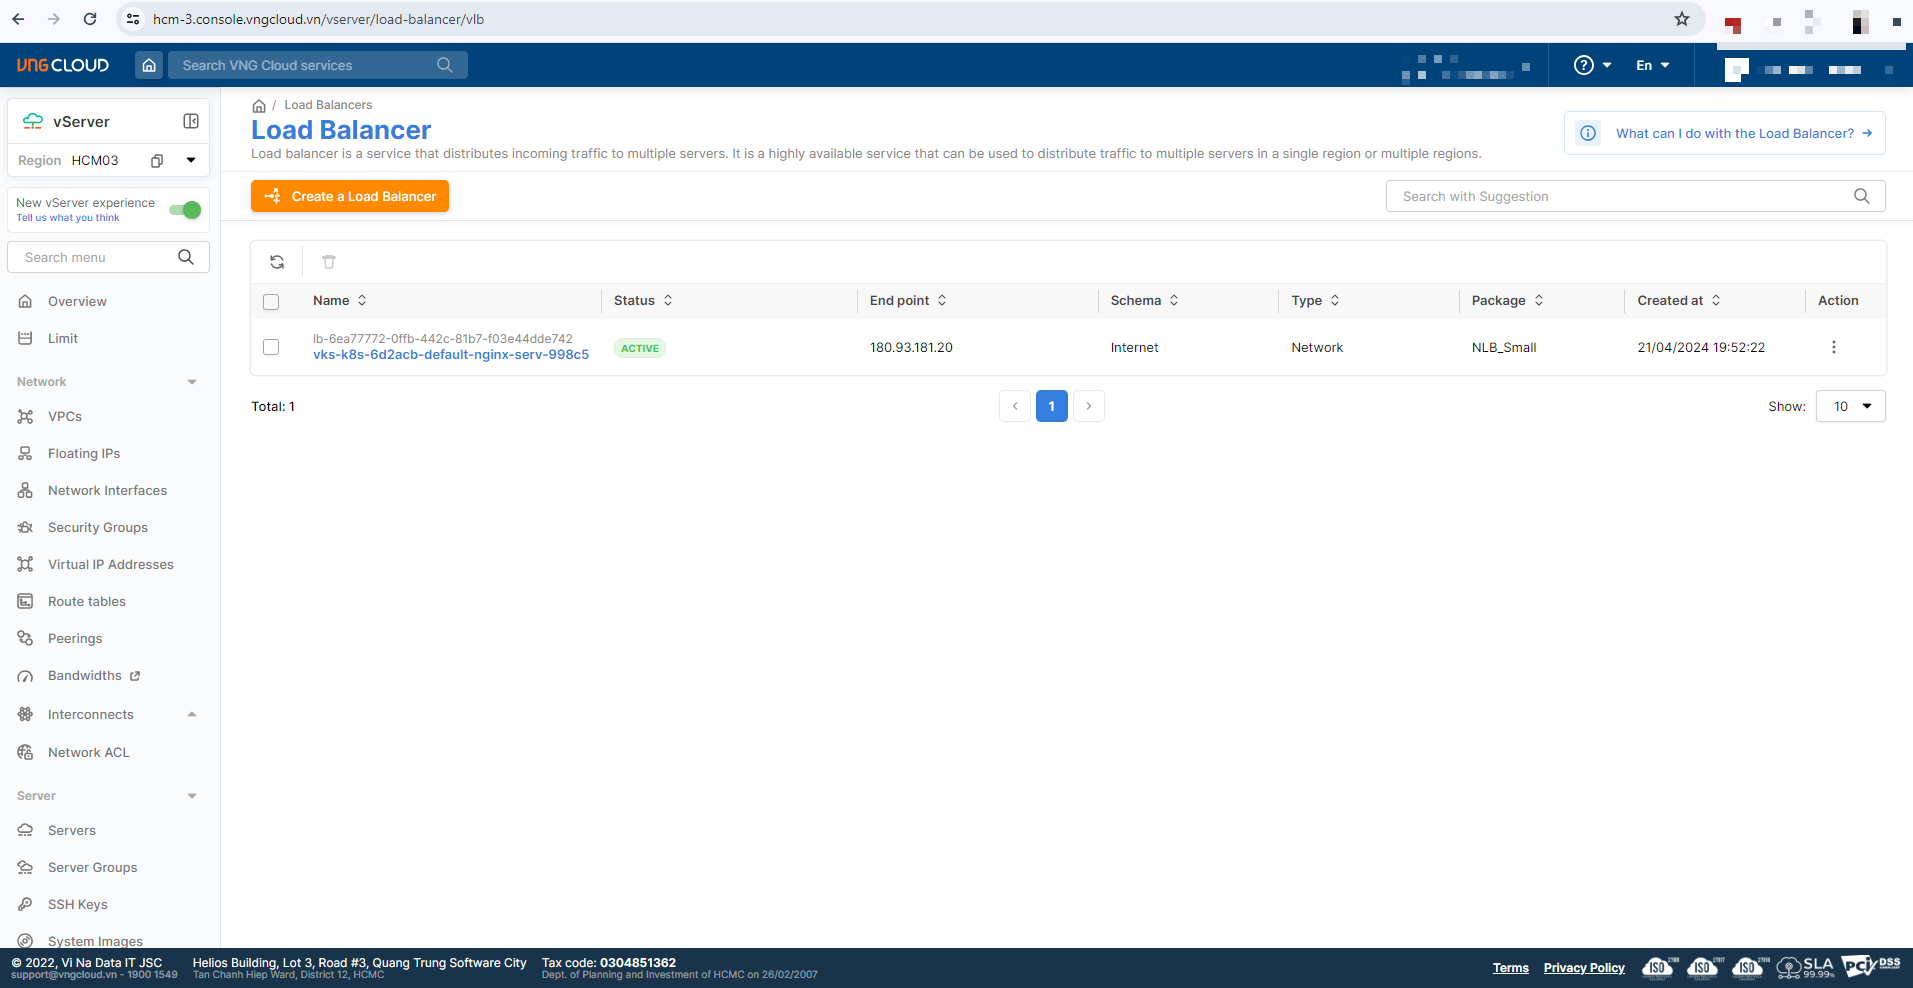 hcm-3.console.vngcloud.vn/vserver/load-balancer/vlb
VNG CLOUD
Search VNG Cloud services
En
vServer
Region HCM03
New vServer experience
Tell us what you think
Search menu
Overview
Limit
Network
VPCs
Floating IPs
Network Interfaces
Security Groups
Virtual IP Addresses
Route tables
Peerings
Bandwidths
Interconnects
Network ACL
Server
Servers
Server Groups
SSH Keys
System Images
/ Load Balancers
Load Balancer
Load balancer is a service that distributes incoming traffic to multiple servers. It is a highly available service that can be used to distribute traffic to multiple servers in a single region or multiple regions.
What can I do with the Load Balancer?
Create a Load Balancer
Search with Suggestion
Name Status End point Schema Type Package Created at Action
lb-6ea77772-0ffb-442c-81b7-f03e44dde742
vks-k8s-6d2acb-default-nginx-serv-998c5 ACTIVE 180.93.181.20 Internet Network NLB_Small 21/04/2024 19:52:22
Total: 1
1
Show: 10
© 2022, Vi Na Data IT JSC
support@vngcloud.vn - 1900 1549
Helios Building, Lot 3, Road #3, Quang Trung Software City
Tan Chanh Hiep Ward, District 12, HCMC
Tax code: 0304851362
Dept. of Planning and Investment of HCMC on 26/02/2007
Terms
Privacy Policy
ISO
ISO
ISO
SLA
99.99%
PCI DSS